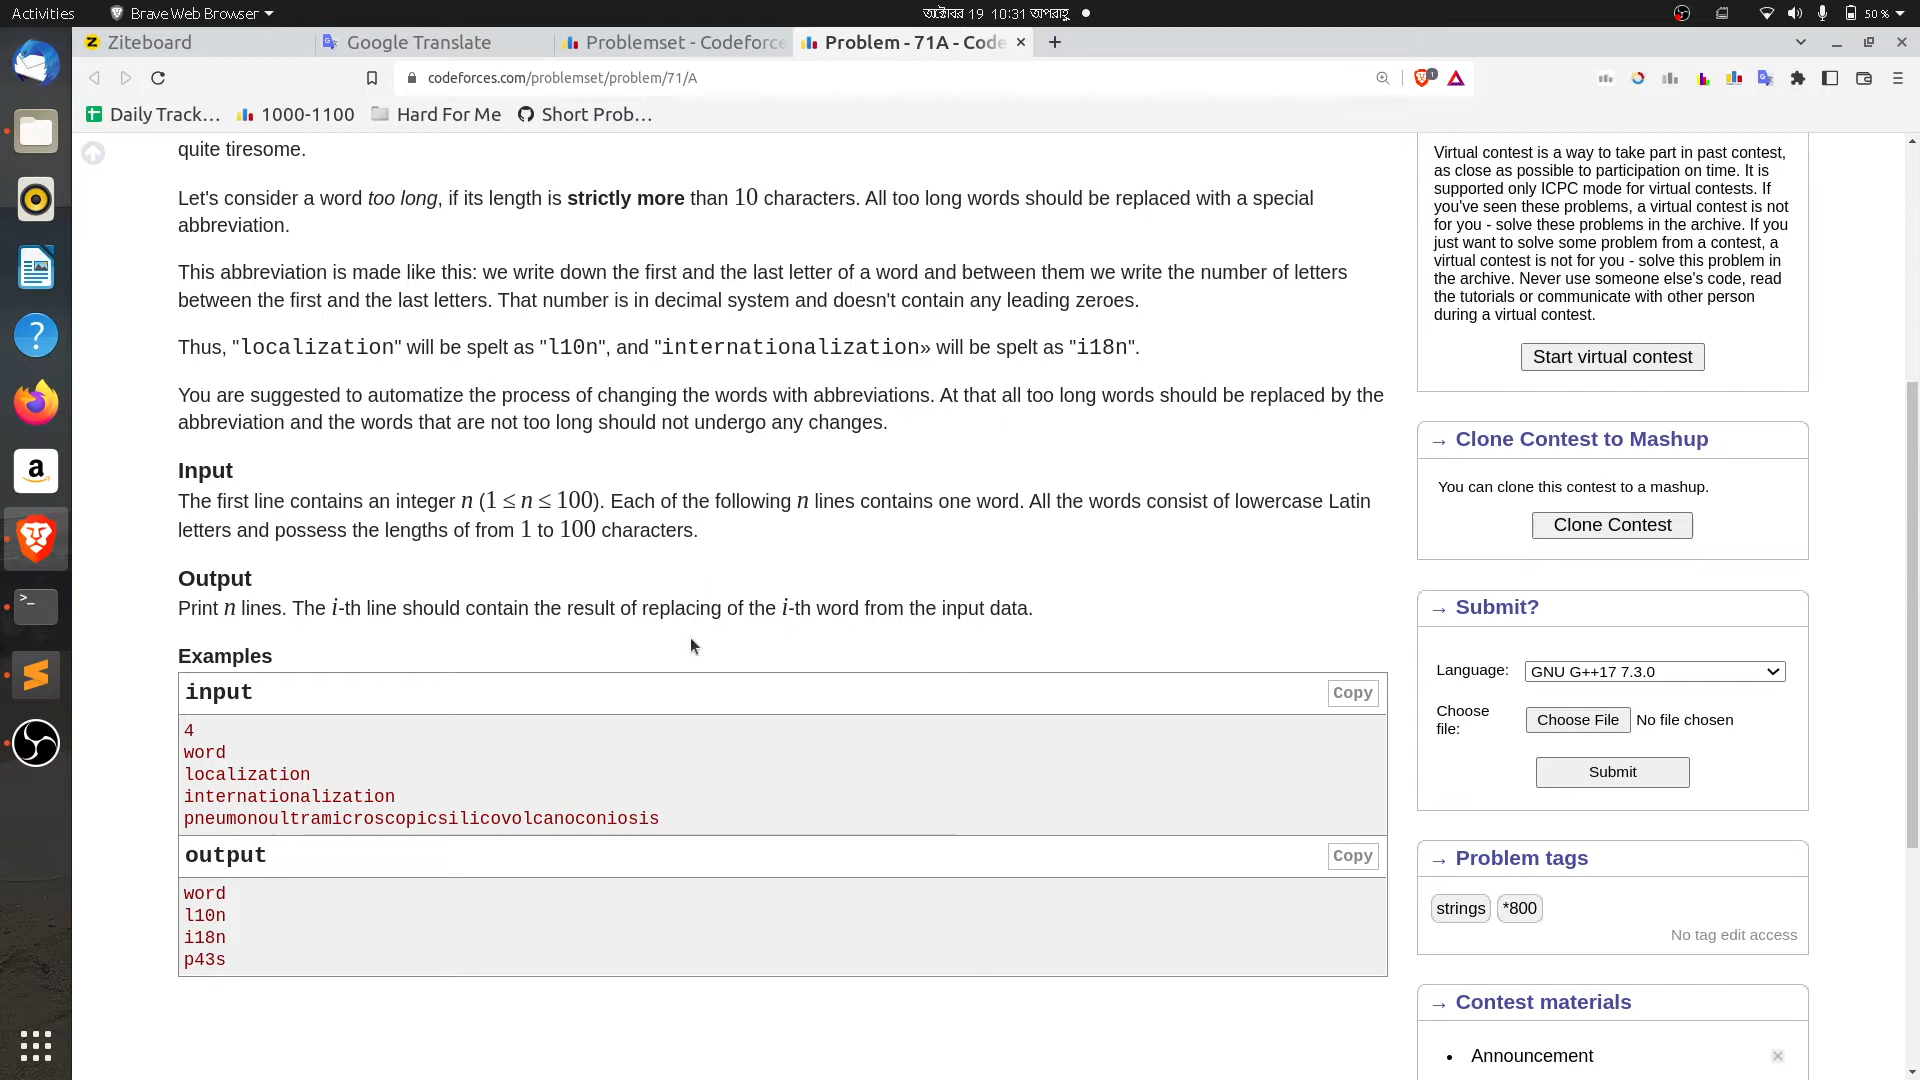 Activities
Brave Web Browser
অক্টোবর 19 10:31 অপরাহ্ন
50 %
Ziteboard
Google Translate
Problemset - Codeforce
Problem - 71A - Code
codeforces.com/problemset/problem/71/A
1
Daily Track...
1000-1100
Hard For Me
Short Prob...
quite tiresome.
Let's consider a word too long, if its length is strictly more than 10 characters. All too long words should be replaced with a special
abbreviation.
This abbreviation is made like this: we write down the first and the last letter of a word and between them we write the number of letters
between the first and the last letters. That number is in decimal system and doesn't contain any leading zeroes.
Thus, "localization" will be spelt as "l10n", and "internationalization» will be spelt as "i18n".
You are suggested to automatize the process of changing the words with abbreviations. At that all too long words should be replaced by the
abbreviation and the words that are not too long should not undergo any changes.
Input
The first line contains an integer n (1 ≤ n ≤ 100). Each of the following n lines contains one word. All the words consist of lowercase Latin
letters and possess the lengths of from 1 to 100 characters.
Output
Print n lines. The i-th line should contain the result of replacing of the i-th word from the input data.
Examples
input
Copy
4
word
localization
internationalization
pneumonoultramicroscopicsilicovolcanoconiosis
output
Copy
word
l10n
i18n
p43s
Virtual contest is a way to take part in past contest,
as close as possible to participation on time. It is
supported only ICPC mode for virtual contests. If
you've seen these problems, a virtual contest is not
for you - solve these problems in the archive. If you
just want to solve some problem from a contest, a
virtual contest is not for you - solve this problem in
the archive. Never use someone else's code, read
the tutorials or communicate with other person
during a virtual contest.
Start virtual contest
→ Clone Contest to Mashup
You can clone this contest to a mashup.
Clone Contest
→ Submit?
Language:
GNU G++17 7.3.0
Choose
file:
Choose File No file chosen
Submit
→ Problem tags
strings
*800
No tag edit access
→ Contest materials
• Announcement